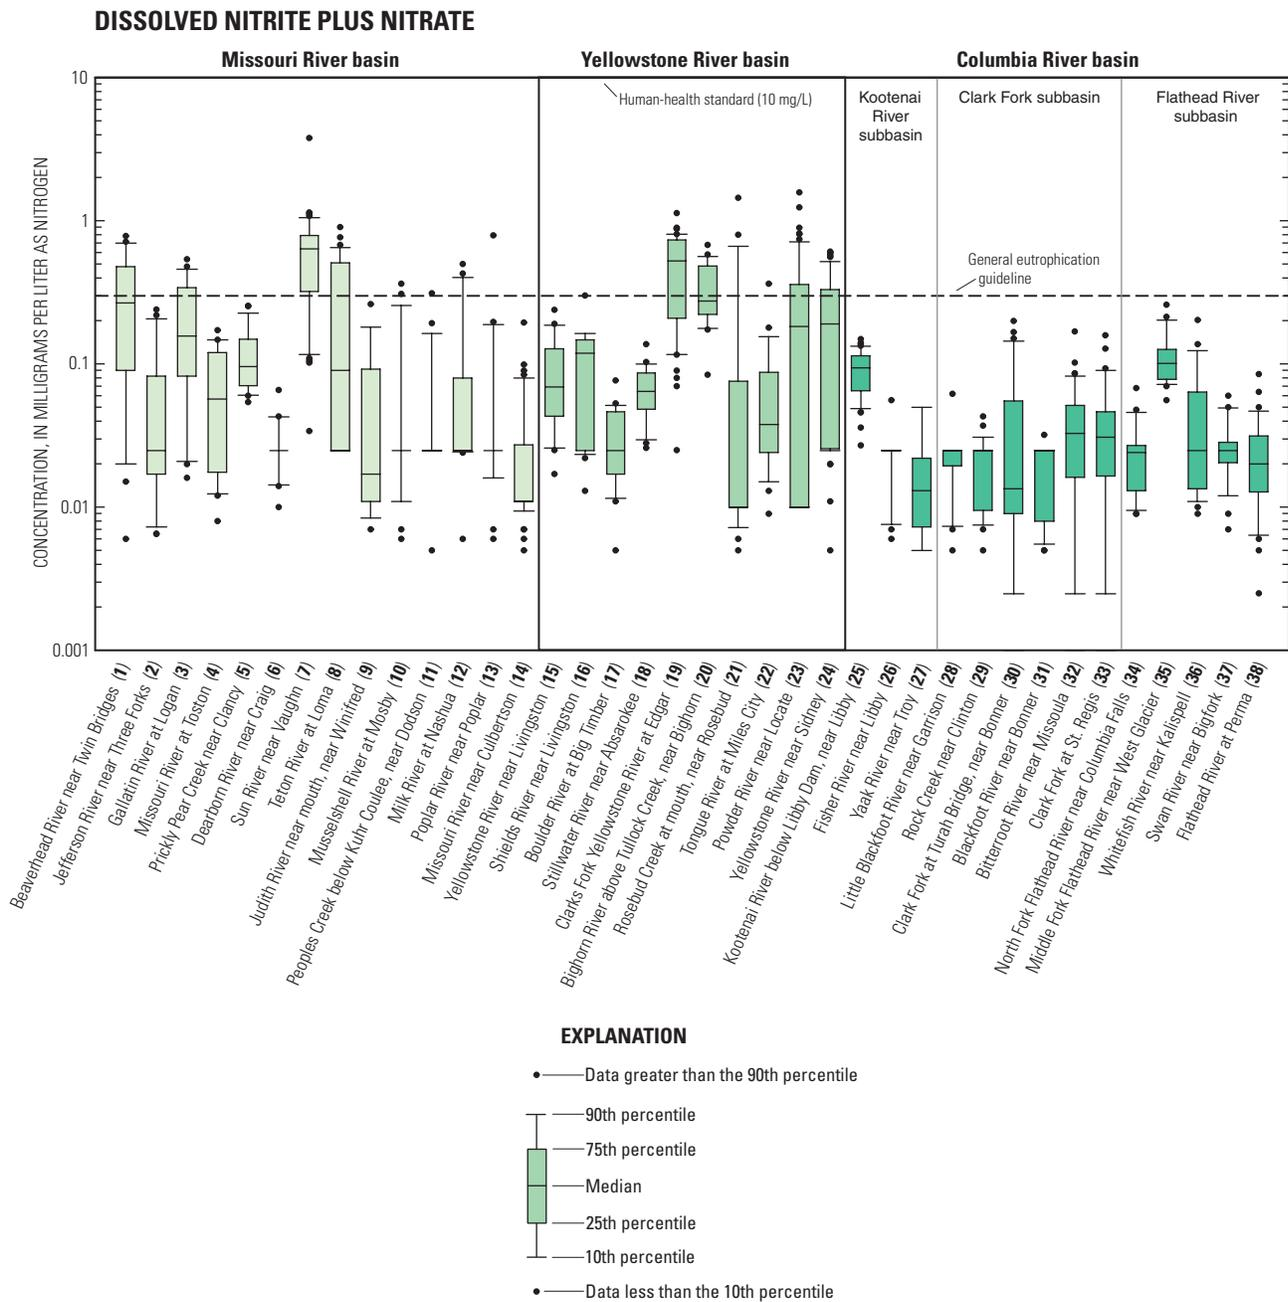 DISSOLVED NITRITE PLUS NITRATE
Missouri River basin
Yellowstone River basin
Columbia River basin
Human-health standard (10 mg/L)
Kootenai
River
subbasin
Clark Fork subbasin
Flathead River
subbasin
General eutrophication
guideline
CONCENTRATION, IN MILLIGRAMS PER LITER AS NITROGEN
10
1
0.1
0.01
0.001
Beaverhead River near Twin Bridges (1)
Jefferson River near Three Forks (2)
Gallatin River at Logan (3)
Missouri River at Toston (4)
Prickly Pear Creek near Clancy (5)
Dearborn River near Craig (6)
Sun River near Vaughn (7)
Teton River at Loma (8)
Judith River near mouth, near Winifred (9)
Musselshell River at Mosby (10)
Peoples Creek below Kuhr Coulee, near Dodson (11)
Milk River at Nashua (12)
Poplar River near Poplar (13)
Missouri River near Culbertson (14)
Yellowstone River near Livingston (15)
Shields River near Livingston (16)
Boulder River at Big Timber (17)
Stillwater River near Absarokee (18)
Clarks Fork Yellowstone River at Edgar (19)
Bighorn River above Tullock Creek, near Bighorn (20)
Rosebud Creek at mouth, near Rosebud (21)
Tongue River at Miles City (22)
Powder River near Locate (23)
Yellowstone River near Sidney (24)
Kootenai River below Libby Dam, near Libby (25)
Fisher River near Libby (26)
Yaak River near Troy (27)
Little Blackfoot River near Garrison (28)
Rock Creek near Clinton (29)
Clark Fork at Turah Bridge, near Bonner (30)
Blackfoot River near Bonner (31)
Bitterroot River near Missoula (32)
Clark Fork at St. Regis (33)
North Fork Flathead River near Columbia Falls (34)
Middle Fork Flathead River near West Glacier (35)
Whitefish River near Kalispell (36)
Swan River near Bigfork (37)
Flathead River at Perma (38)
EXPLANATION
Data greater than the 90th percentile
90th percentile
75th percentile
Median
25th percentile
10th percentile
Data less than the 10th percentile